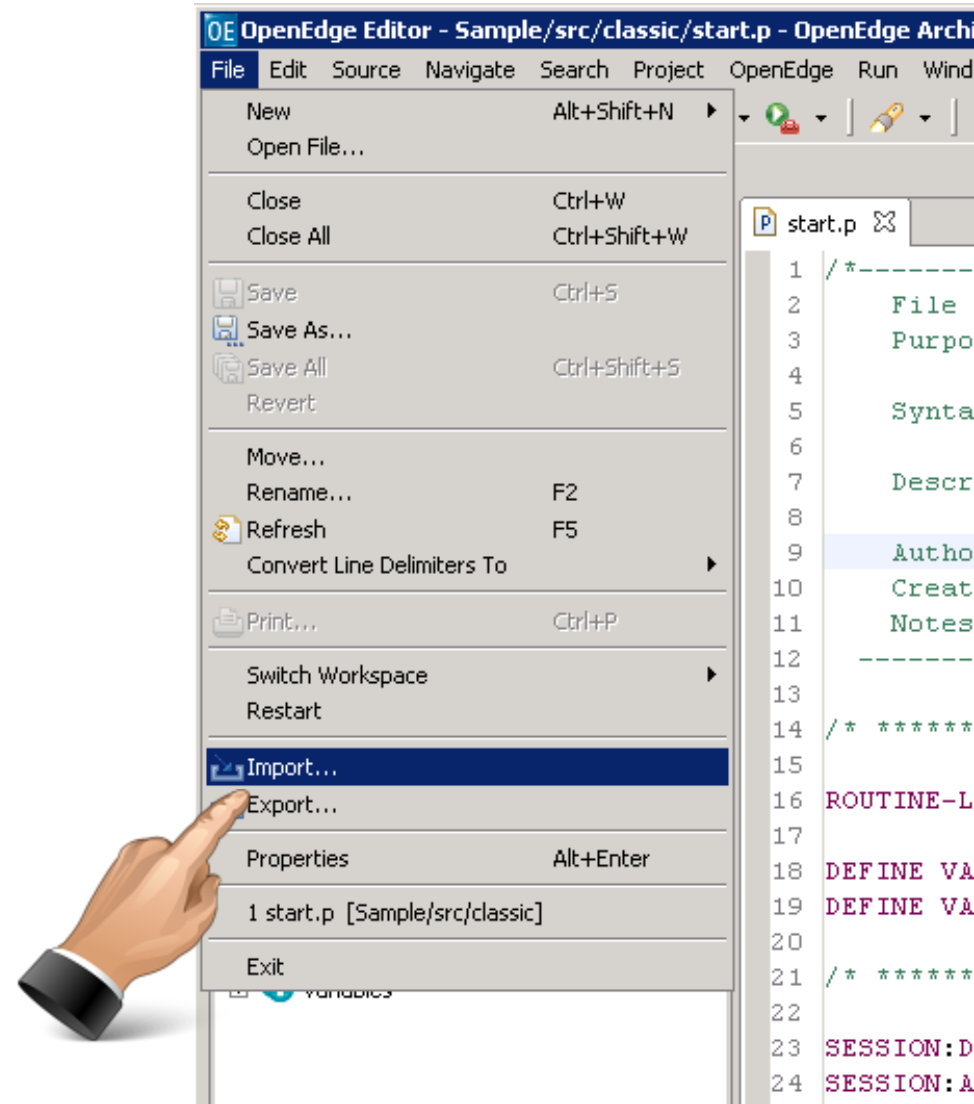 OE OpenEdge Editor - Sample/src/classic/start.p - OpenEdge Archi
File Edit Source Navigate Search Project OpenEdge Run Wind
New Alt+Shift+N
Open File...
Close Ctrl+W
Close All Ctrl+Shift+W
P start.p
Save Ctrl+S
Save As...
Save All Ctrl+Shift+S
Revert
Move...
Rename... F2
Refresh F5
Convert Line Delimiters To
Print... Ctrl+P
Switch Workspace
Restart
Import...
Export...
Properties Alt+Enter
1 start.p [Sample/src/classic]
Exit
1 /*-------
2 File
3 Purpo
4
5 Synta
6
7 Descr
8
9 Autho
10 Creat
11 Notes
12 -------
13
14 /* ******
15
16 ROUTINE-L
17
18 DEFINE VA
19 DEFINE VA
20
21 /* ******
22
23 SESSION:D
24 SESSION:A